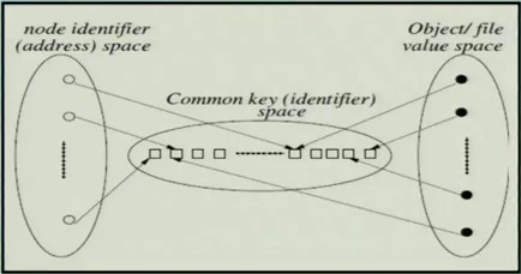 node identifier
(address) space
Object/ file
value space
Common key (identifier)
space